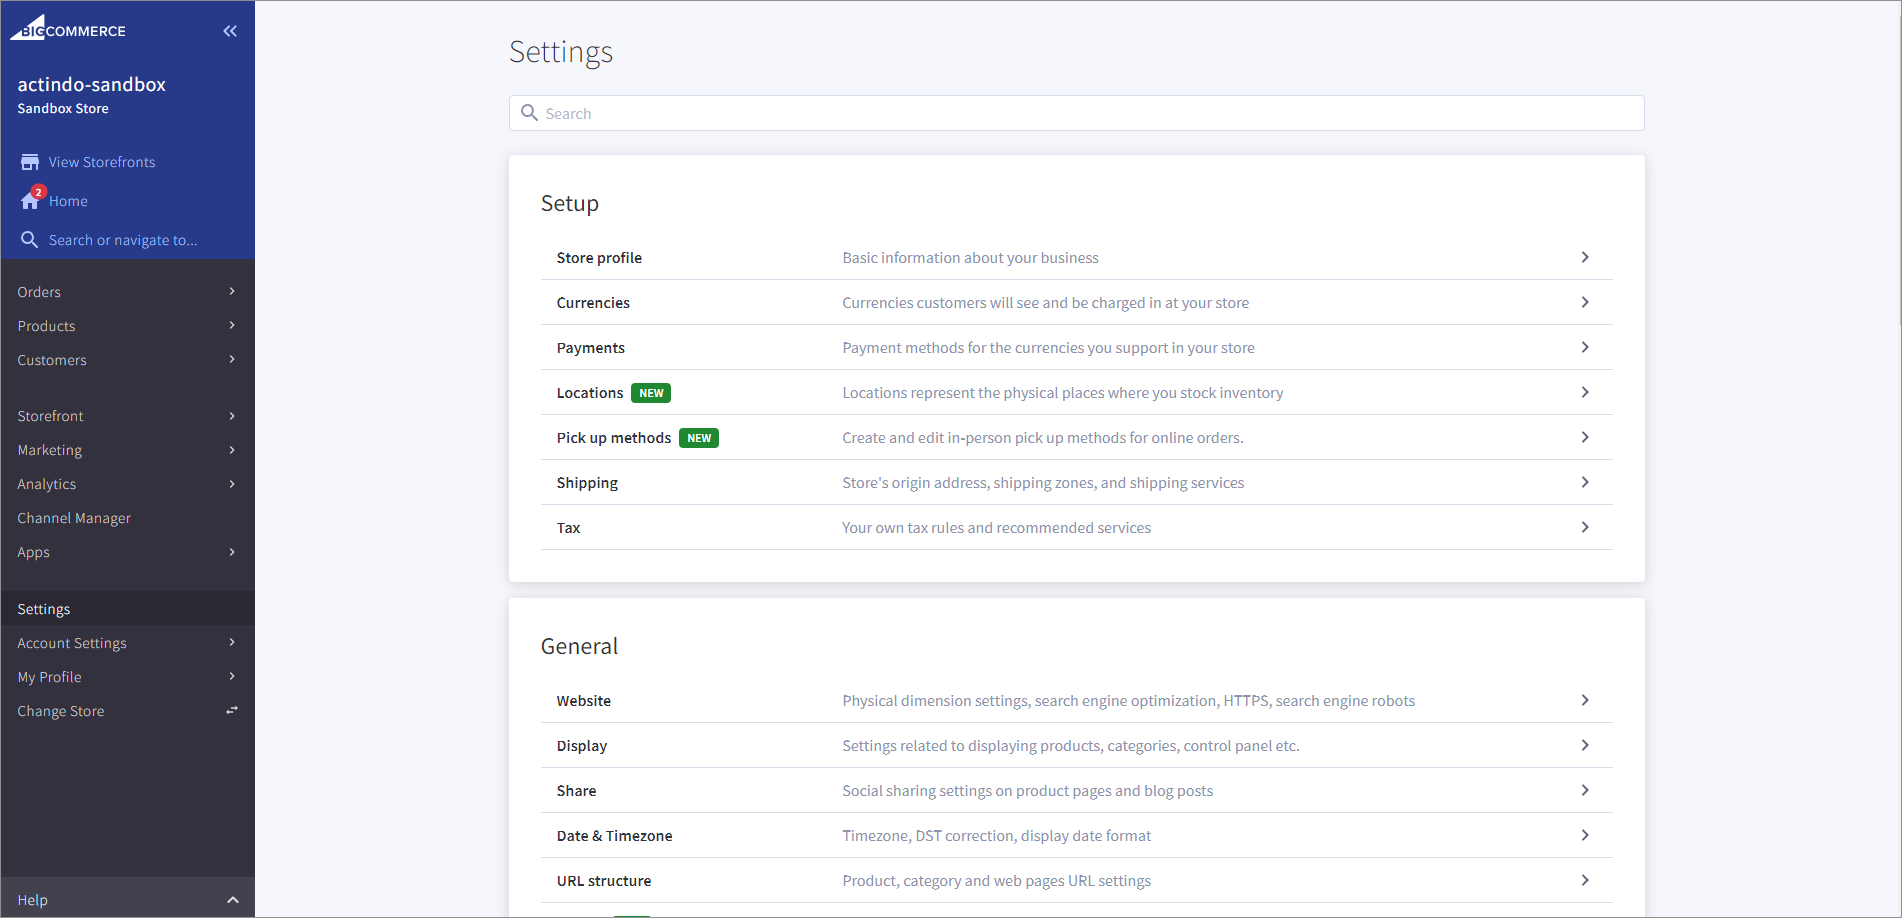 BIGCOMMERCE
actindo-sandbox
Sandbox Store
View Storefronts
2
Home
Search or navigate to...
Orders
Products
Customers
Storefront
Marketing
Analytics
Channel Manager
Apps
Settings
Account Settings
My Profile
Change Store
Help
Settings
Search
Setup
Store profile Basic information about your business
Currencies Currencies customers will see and be charged in at your store
Payments Payment methods for the currencies you support in your store
Locations NEW Locations represent the physical places where you stock inventory
Pick up methods NEW Create and edit in-person pick up methods for online orders.
Shipping Store's origin address, shipping zones, and shipping services
Tax Your own tax rules and recommended services
General
Website Physical dimension settings, search engine optimization, HTTPS, search engine robots
Display Settings related to displaying products, categories, control panel etc.
Share Social sharing settings on product pages and blog posts
Date & Timezone Timezone, DST correction, display date format
URL structure Product, category and web pages URL settings